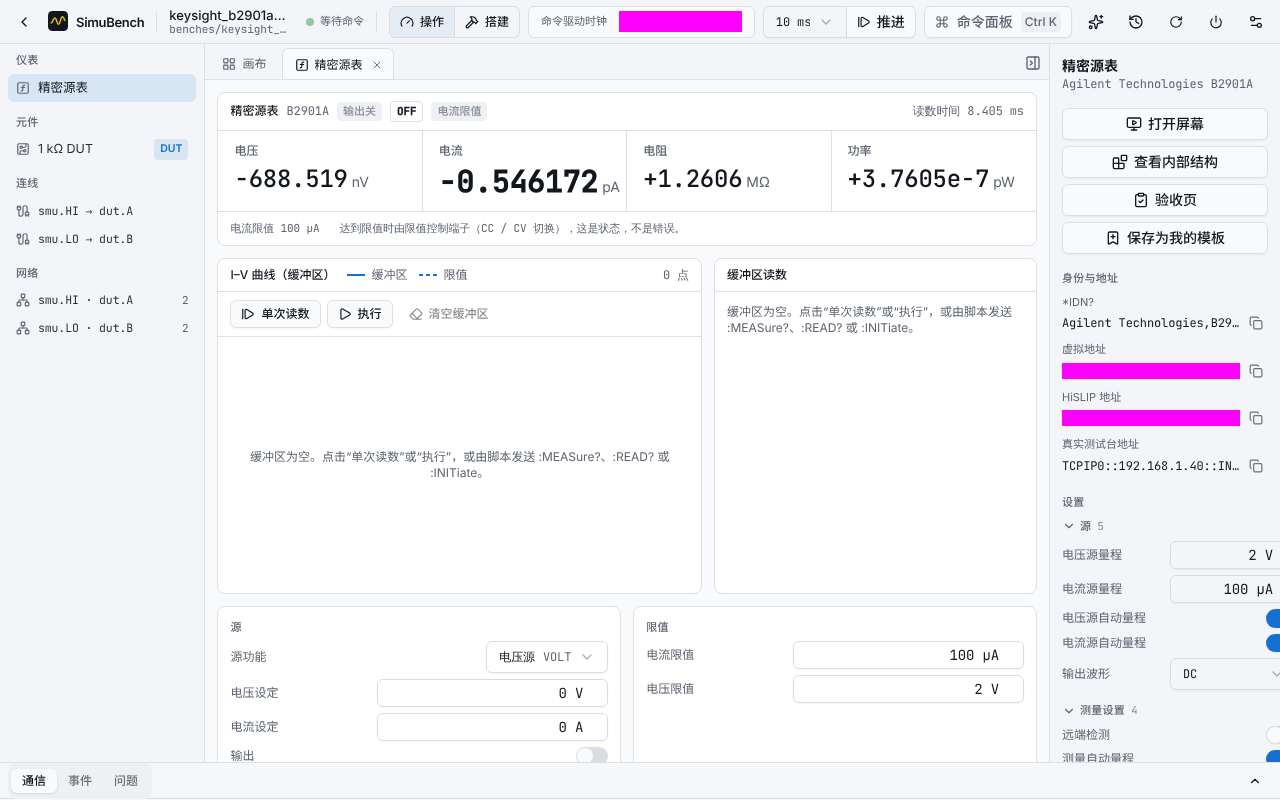 SimuBench
keysight_b2901a…
benches/keysight_…
等待命令
操作
搭建
命令驱动时钟
10 ms
推进
命令面板 Ctrl K
仪表
精密源表
元件
1 kΩ DUT
DUT
连线
smu.HI → dut.A
smu.LO → dut.B
网络
smu.HI · dut.A 2
smu.LO · dut.B 2
画布
精密源表
精密源表 B2901A 输出关 OFF 电流限值
读数时间 8.405 ms
电压
-688.519 nV
电流
-0.546172 pA
电阻
+1.2606 MΩ
功率
+3.7605e-7 pW
电流限值 100 µA 达到限值时由限值控制端子（CC / CV 切换），这是状态，不是错误。
I–V 曲线（缓冲区） 缓冲区 限值 0 点
单次读数 执行 清空缓冲区
缓冲区为空。点击“单次读数”或“执行”，或由脚本发送 :MEASure?、:READ? 或
:INITiate。
缓冲区读数
缓冲区为空。点击“单次读数”或“执行”，或由脚本发送
:MEASure?、:READ? 或 :INITiate。
源
源功能 电压源 VOLT
电压设定 0 V
电流设定 0 A
输出
限值
电流限值 100 µA
电压限值 2 V
精密源表
Agilent Technologies B2901A
打开屏幕
查看内部结构
验收页
保存为我的模板
身份与地址
*IDN?
Agilent Technologies,B29…
虚拟地址
HiSLIP 地址
真实测试台地址
TCPIP0::192.168.1.40::IN…
设置
源 5
电压源量程 2 V
电流源量程 100 µA
电压源自动量程
电流源自动量程
输出波形 DC
测量设置 4
远端检测
测量自动量程
通信 事件 问题